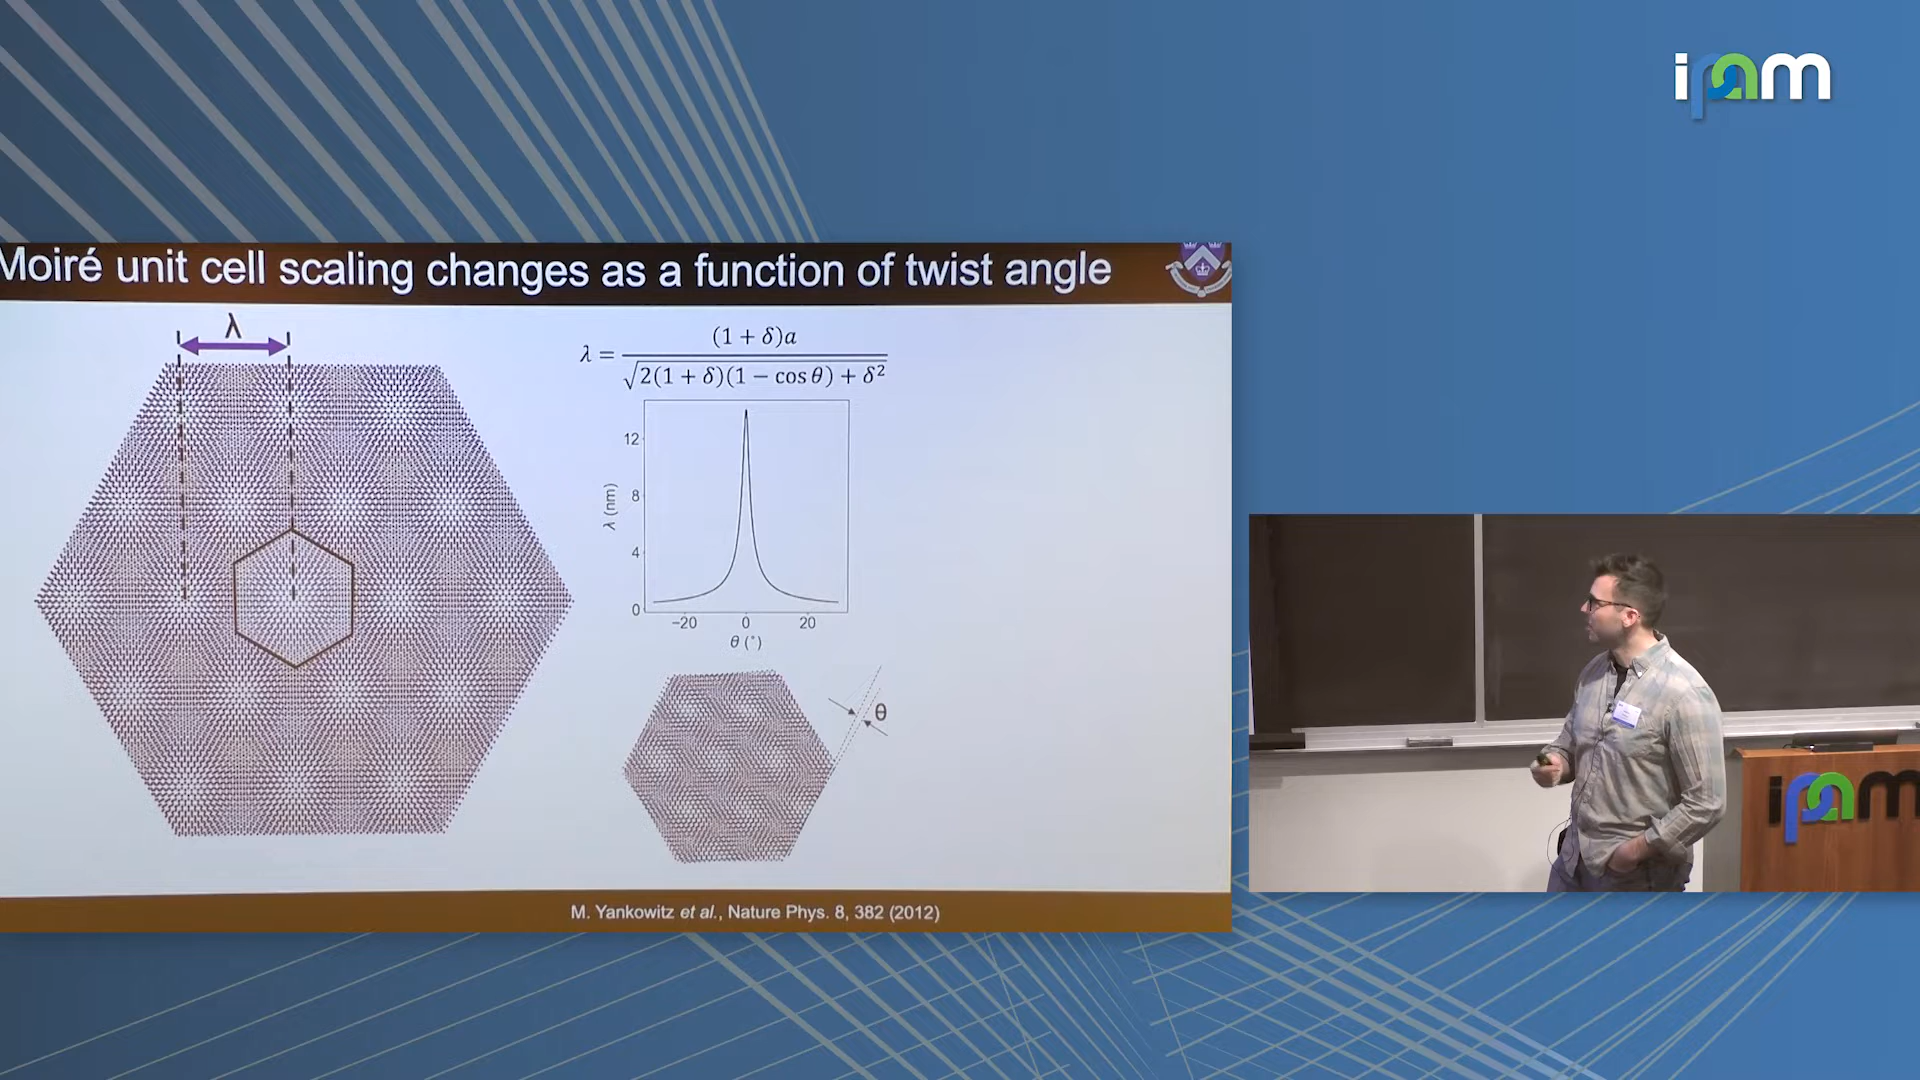 ipam
Moiré unit cell scaling changes as a function of twist angle
λ
λ = (1 + δ)a / √2(1 + δ)(1 − cos θ) + δ²
12
8
4
0
λ (nm)
−20 0 20
θ (°)
θ
M. Yankowitz et al., Nature Phys. 8, 382 (2012)
ipam